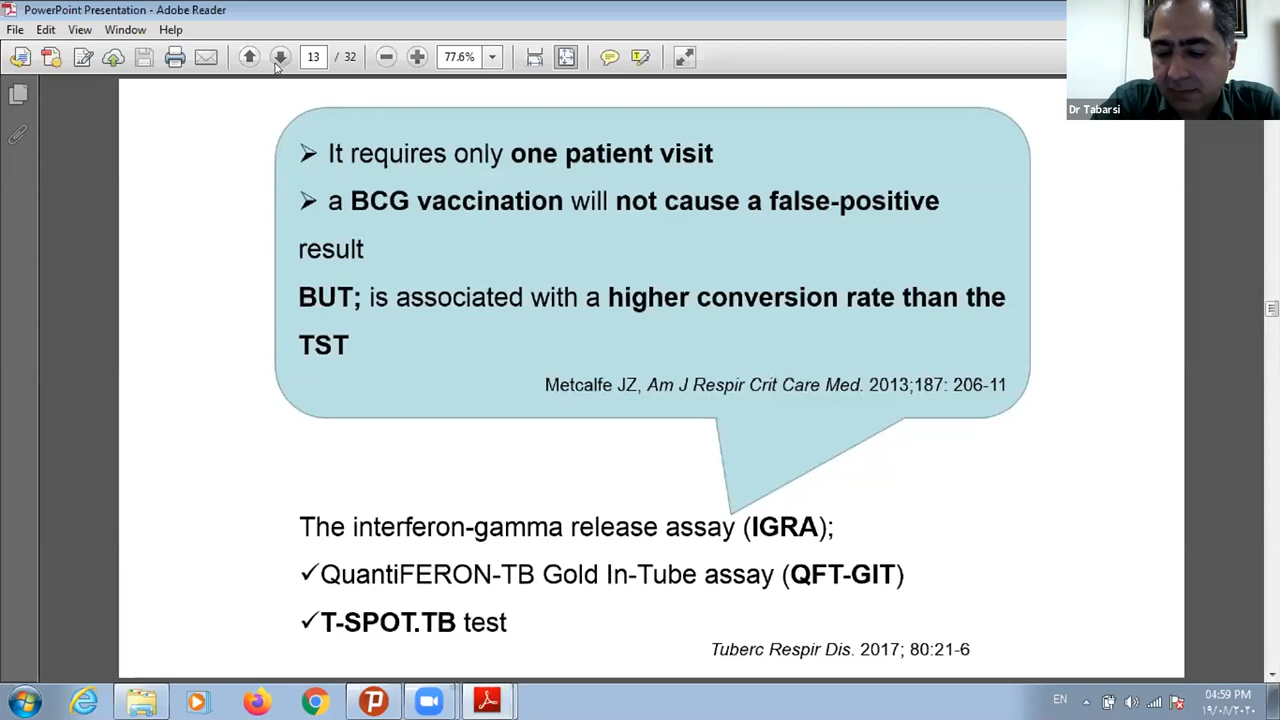 PowerPoint Presentation - Adobe Reader
File Edit View Window Help
13 / 32 77.6%
Dr Tabarsi
➢ It requires only one patient visit
➢ a BCG vaccination will not cause a false-positive
result
BUT; is associated with a higher conversion rate than the
TST
Metcalfe JZ, Am J Respir Crit Care Med. 2013;187: 206-11
The interferon-gamma release assay (IGRA);
✓QuantiFERON-TB Gold In-Tube assay (QFT-GIT)
✓T-SPOT.TB test
Tuberc Respir Dis. 2017; 80:21-6
EN
04:59 PM
١٩/٠٨/٢٠٢٠